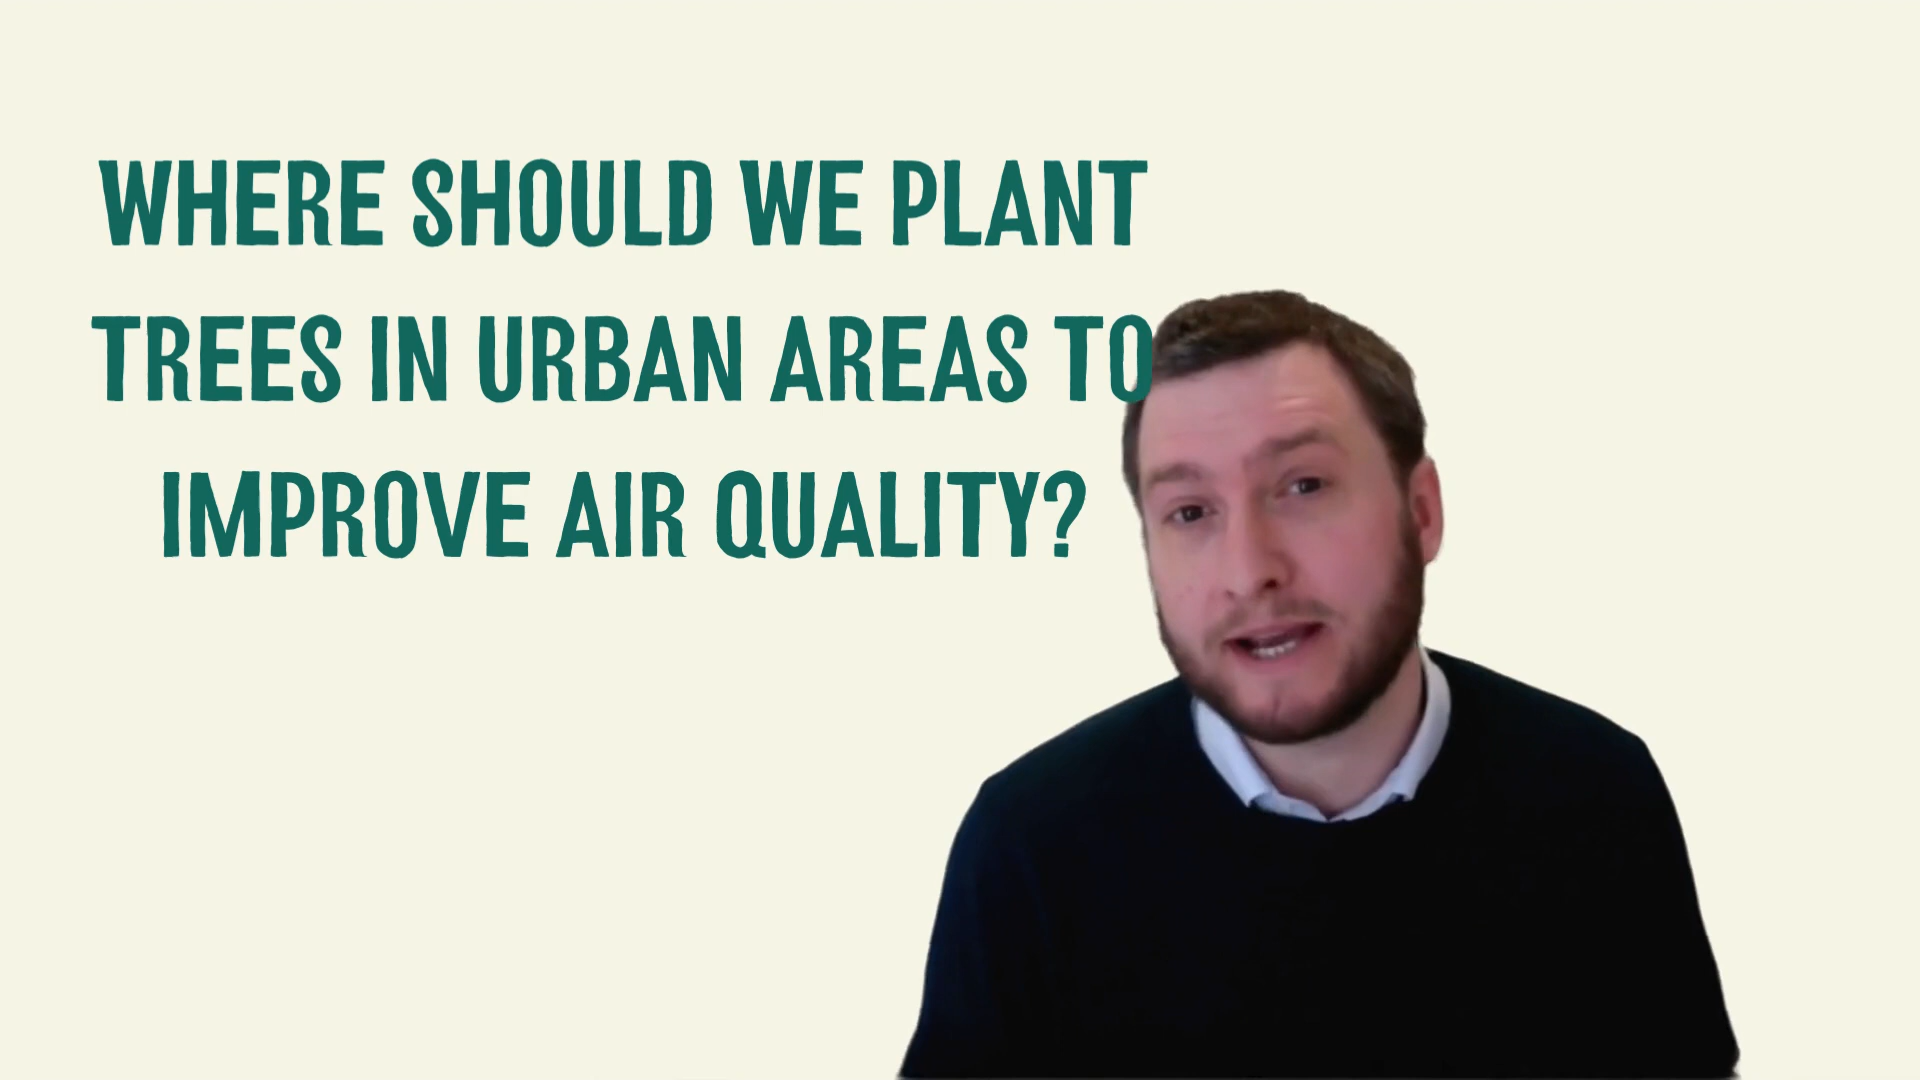 WHERE SHOULD WE PLANT
TREES IN URBAN AREAS TO
IMPROVE AIR QUALITY?